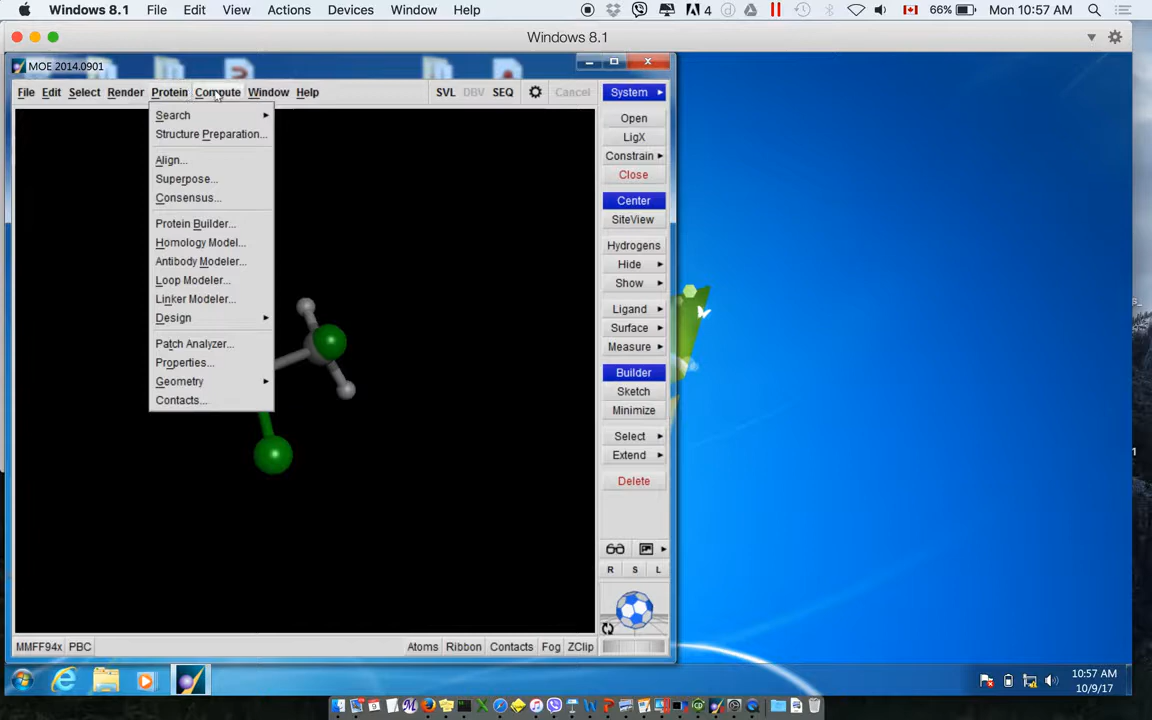 Windows 8.1 File Edit View Actions Devices Window Help 4 66% Mon 10:57 AM
Windows 8.1
MOE 2014.0901
File Edit Select Render Protein Compute Window Help SVL DBV SEQ Cancel System
Search
Structure Preparation...
Align...
Superpose...
Consensus...
Protein Builder...
Homology Model...
Antibody Modeler...
Loop Modeler...
Linker Modeler...
Design
Patch Analyzer...
Properties...
Geometry
Contacts...
Open
LigX
Constrain
Close
Center
SiteView
Hydrogens
Hide
Show
Ligand
Surface
Measure
Builder
Sketch
Minimize
Select
Extend
Delete
R S L
MMFF94x PBC Atoms Ribbon Contacts Fog ZClip
10:57 AM
10/9/17